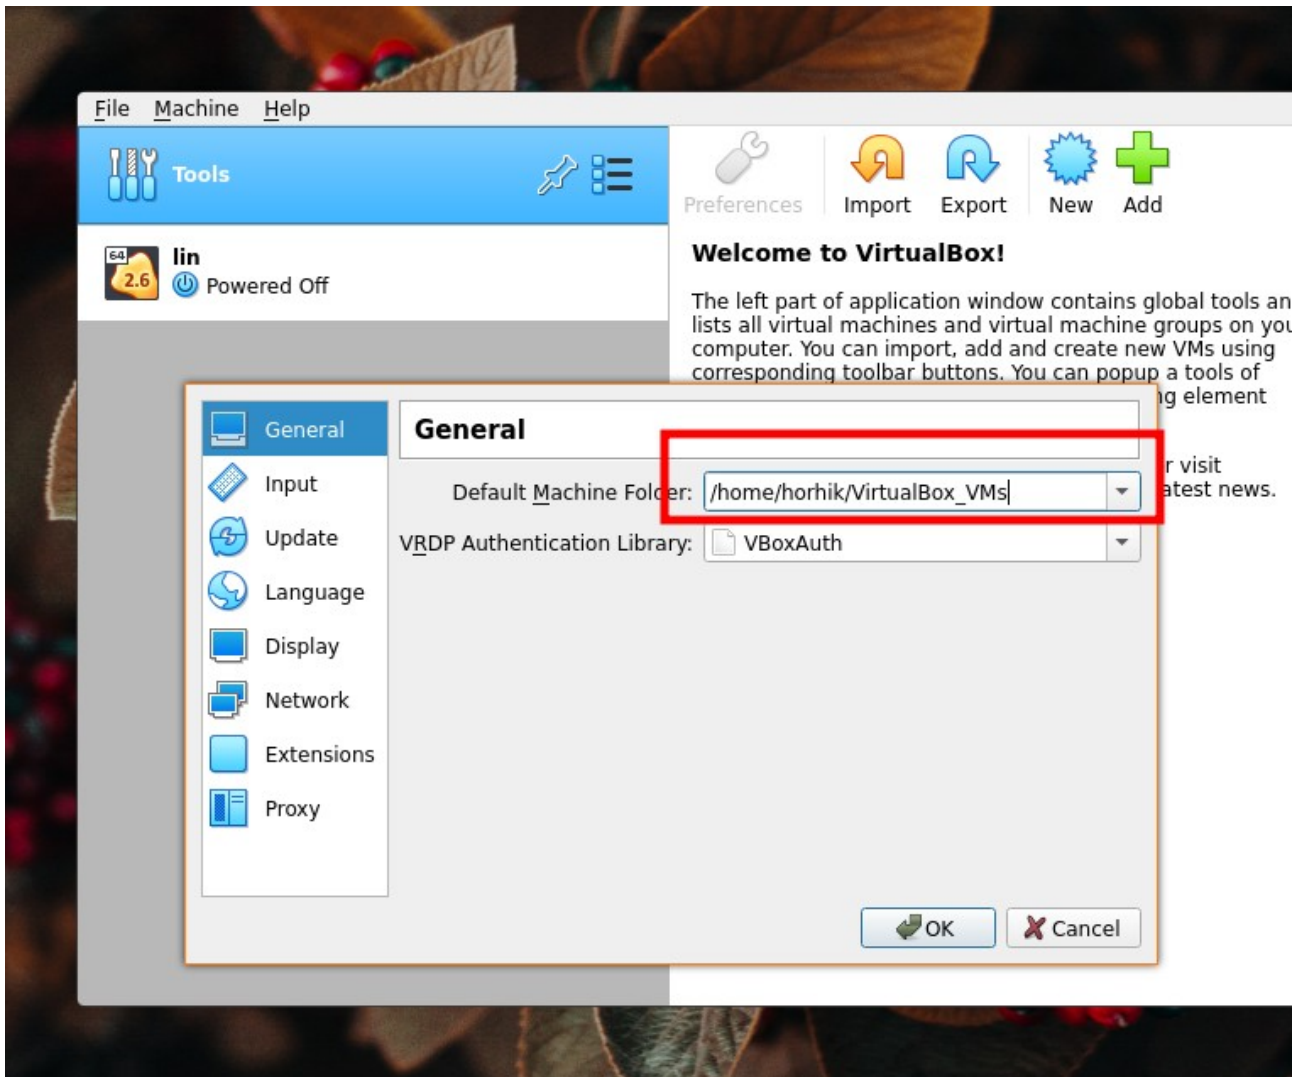 File Machine Help
Tools
Preferences Import Export New Add
64
2.6
lin
Powered Off
Welcome to VirtualBox!
The left part of application window contains global tools an
lists all virtual machines and virtual machine groups on you
computer. You can import, add and create new VMs using
corresponding toolbar buttons. You can popup a tools of
ng element
r visit
atest news.
General
Input
Update
Language
Display
Network
Extensions
Proxy
General
Default Machine Folder: /home/horhik/VirtualBox_VMs
VRDP Authentication Library: VBoxAuth
OK Cancel